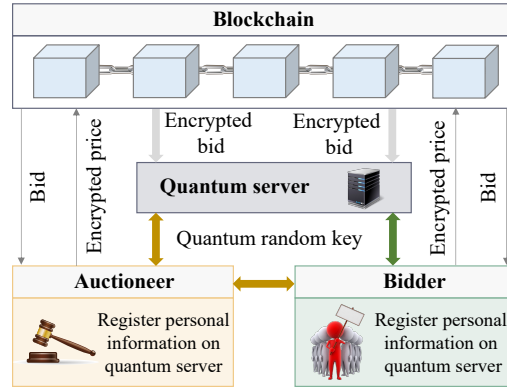 Blockchain
Encrypted
bid
Encrypted
bid
Bid
Encrypted price
Encrypted price
Bid
Quantum server
Quantum random key
Auctioneer
Register personal
information on
quantum server
Bidder
Register personal
information on
quantum server